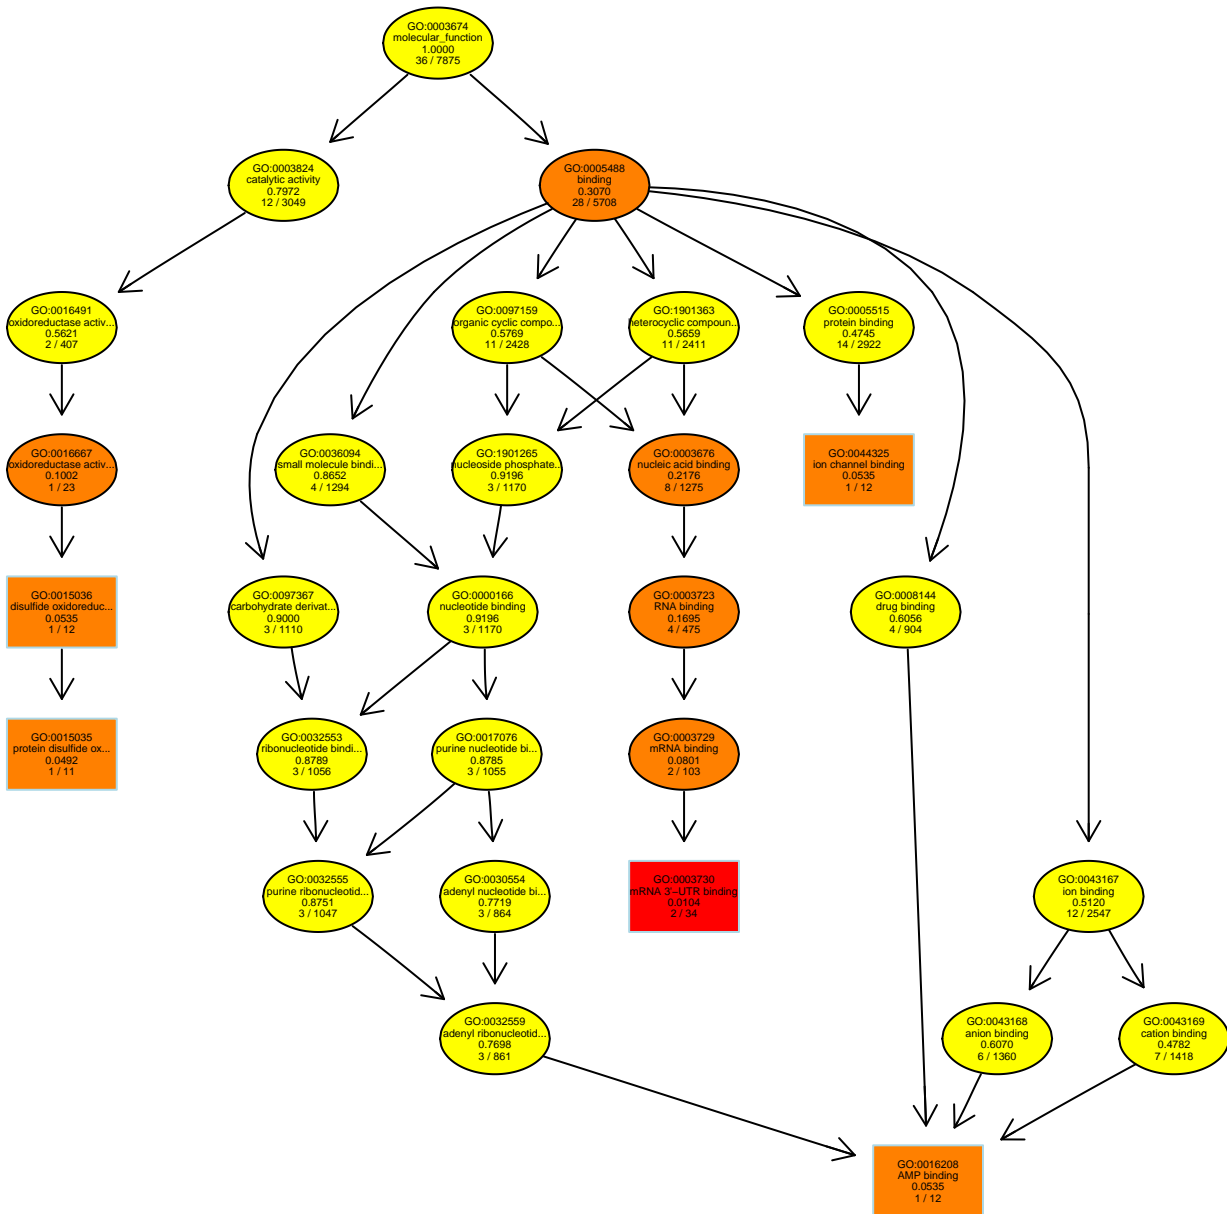 GO:0003674
molecular_function
1.0000
36 / 7875
GO:0003824
catalytic activity
0.7972
12 / 3049
GO:0005488
binding
0.3070
28 / 5708
GO:0016491
oxidoreductase activ...
0.5621
2 / 407
GO:0097159
organic cyclic compo...
0.5769
11 / 2428
GO:1901363
heterocyclic compoun...
0.5659
11 / 2411
GO:0005515
protein binding
0.4745
14 / 2922
GO:0016667
oxidoreductase activ...
0.1002
1 / 23
GO:0036094
small molecule bindi...
0.8652
4 / 1294
GO:1901265
nucleoside phosphate...
0.9196
3 / 1170
GO:0003676
nucleic acid binding
0.2176
8 / 1275
GO:0044325
ion channel binding
0.0535
1 / 12
GO:0015036
disulfide oxidoreduc...
0.0535
1 / 12
GO:0097367
carbohydrate derivat...
0.9000
3 / 1110
GO:0000166
nucleotide binding
0.9196
3 / 1170
GO:0003723
RNA binding
0.1695
4 / 475
GO:0008144
drug binding
0.6056
4 / 904
GO:0015035
protein disulfide ox...
0.0492
1 / 11
GO:0032553
ribonucleotide bindi...
0.8789
3 / 1056
GO:0017076
purine nucleotide bi...
0.8785
3 / 1055
GO:0003729
mRNA binding
0.0801
2 / 103
GO:0032555
purine ribonucleotid...
0.8751
3 / 1047
GO:0030554
adenyl nucleotide bi...
0.7719
3 / 864
GO:0003730
mRNA 3'−UTR binding
0.0104
2 / 34
GO:0043167
ion binding
0.5120
12 / 2547
GO:0032559
adenyl ribonucleotid...
0.7698
3 / 861
GO:0043168
anion binding
0.6070
6 / 1360
GO:0043169
cation binding
0.4782
7 / 1418
GO:0016208
AMP binding
0.0535
1 / 12